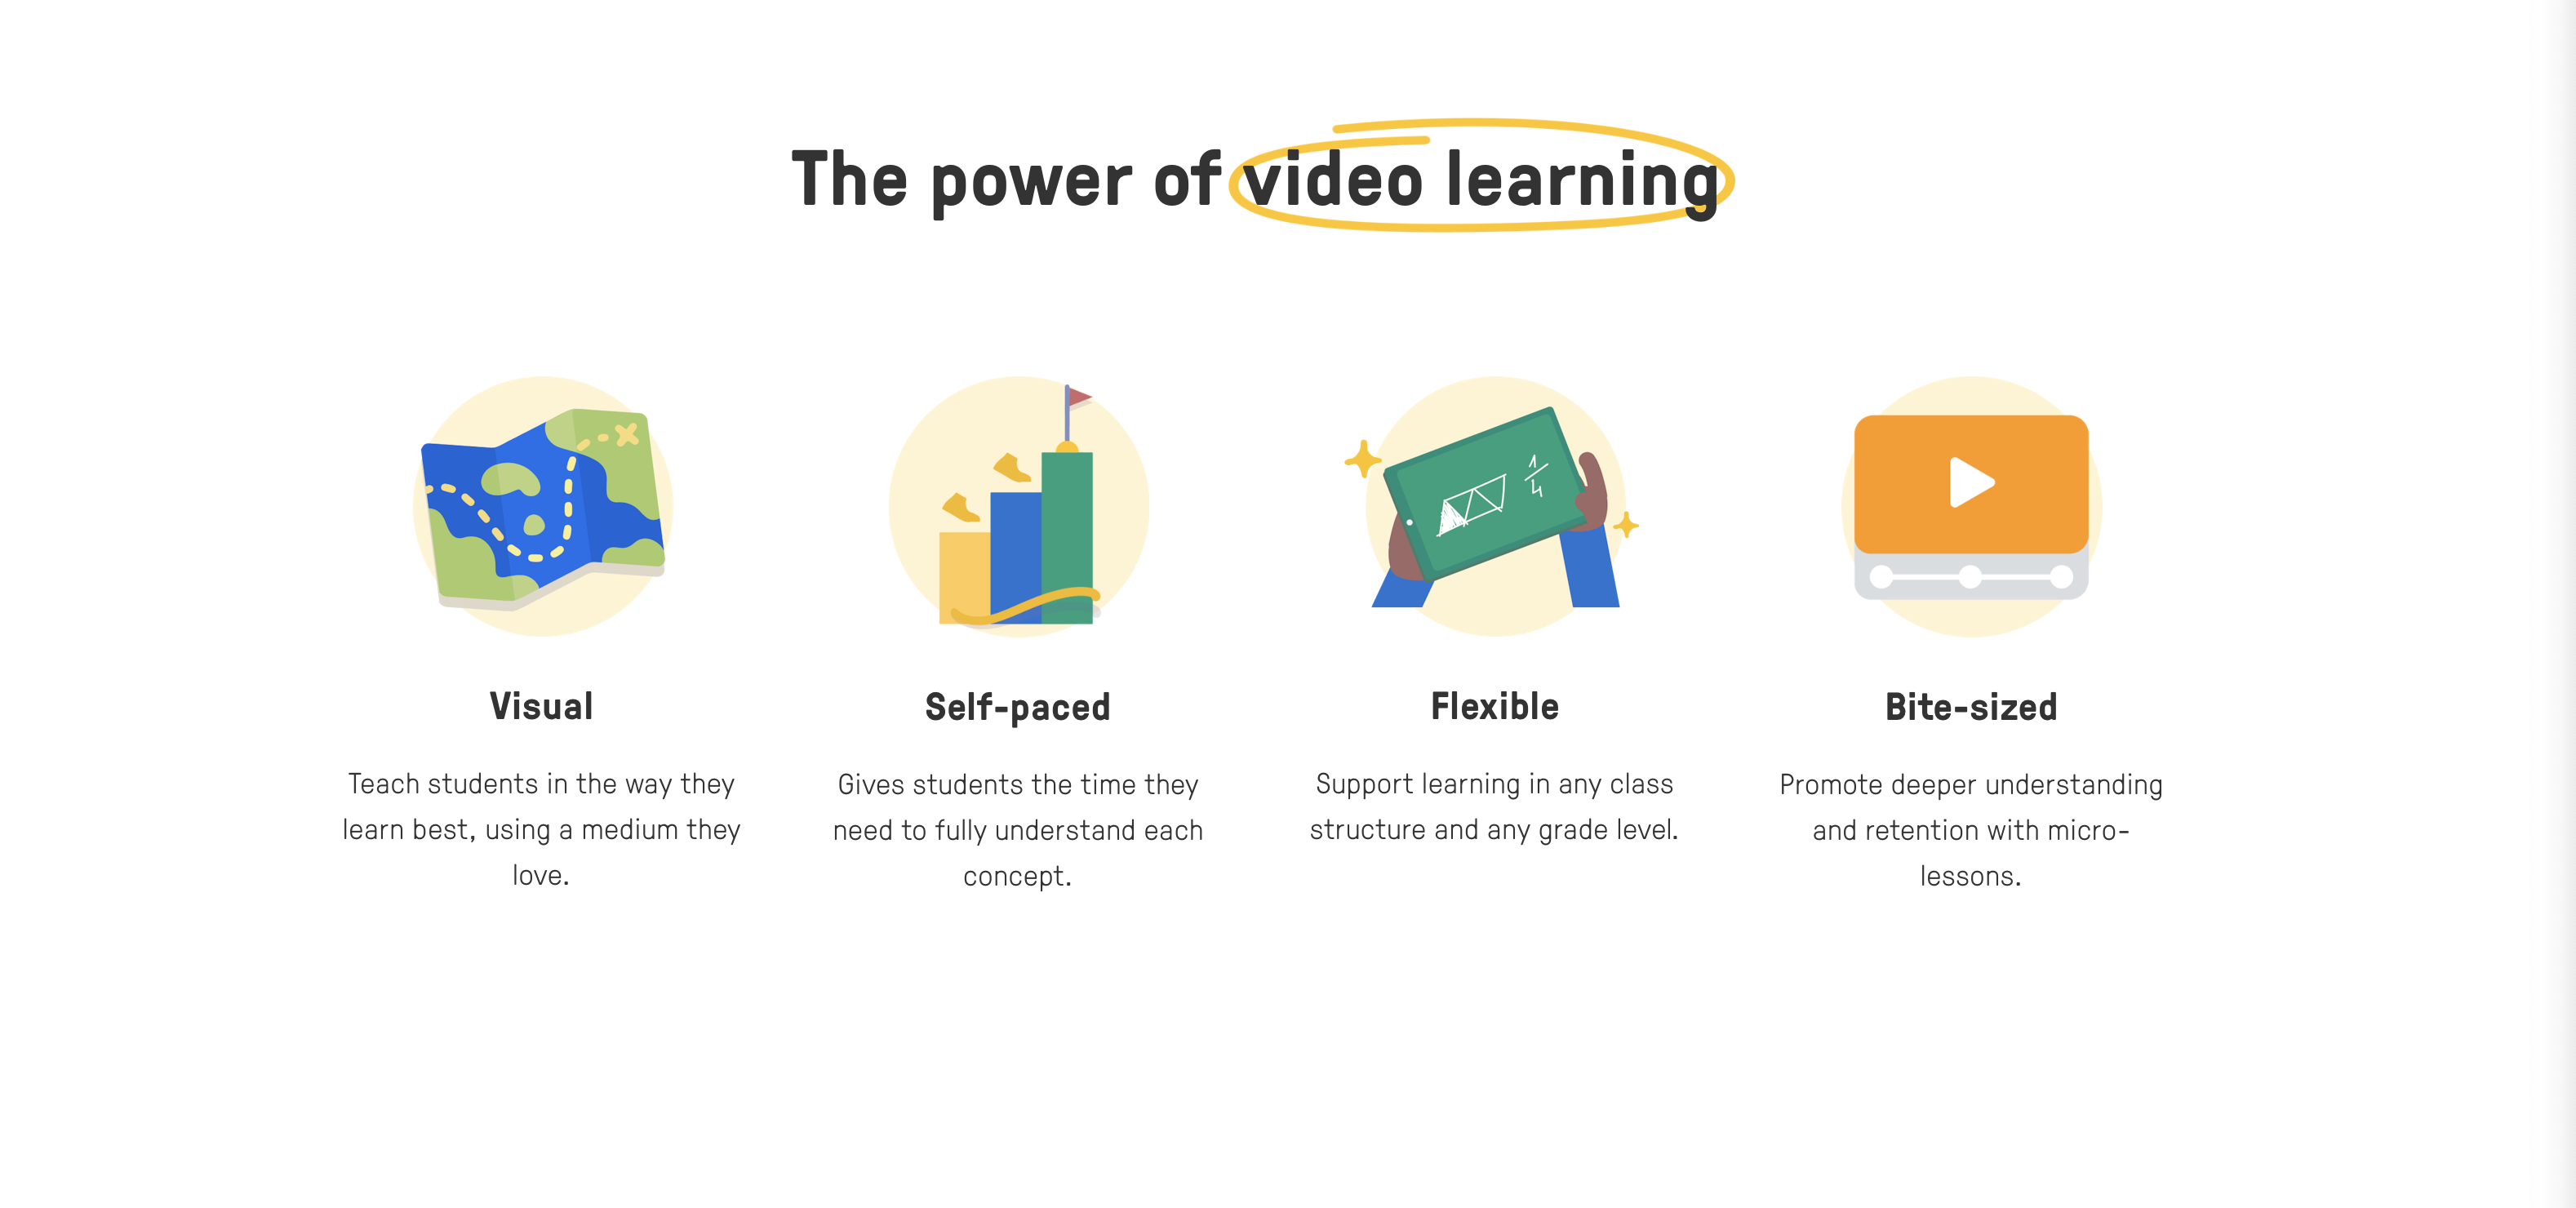 The power of video learning
1/4
Visual
Teach students in the way they
learn best, using a medium they
love.
Self-paced
Gives students the time they
need to fully understand each
concept.
Flexible
Support learning in any class
structure and any grade level.
Bite-sized
Promote deeper understanding
and retention with micro-
lessons.